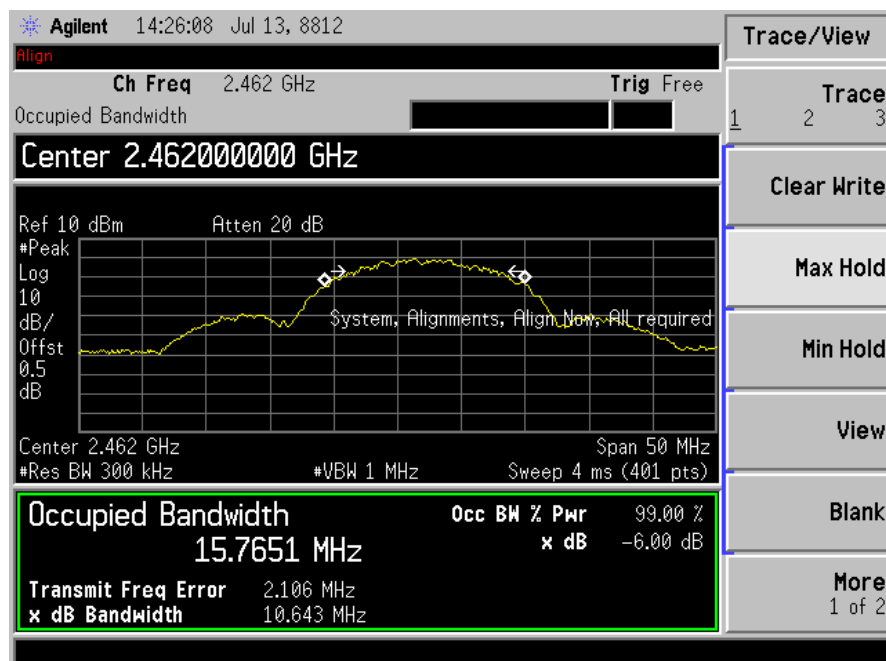 Agilent 14:26:08 Jul 13, 8812
Align
Ch Freq 2.462 GHz Trig Free
Occupied Bandwidth
Center 2.462000000 GHz
Ref 10 dBm Atten 20 dB
#Peak
Log
10
dB/
Offst
0.5
dB
System, Alignments, Align Now, All required
Center 2.462 GHz Span 50 MHz
#Res BW 300 kHz #VBW 1 MHz Sweep 4 ms (401 pts)
Occupied Bandwidth Occ BW % Pwr 99.00 %
15.7651 MHz x dB -6.00 dB
Transmit Freq Error 2.106 MHz
x dB Bandwidth 10.643 MHz
Trace/View
Trace
1 2 3
Clear Write
Max Hold
Min Hold
View
Blank
More
1 of 2